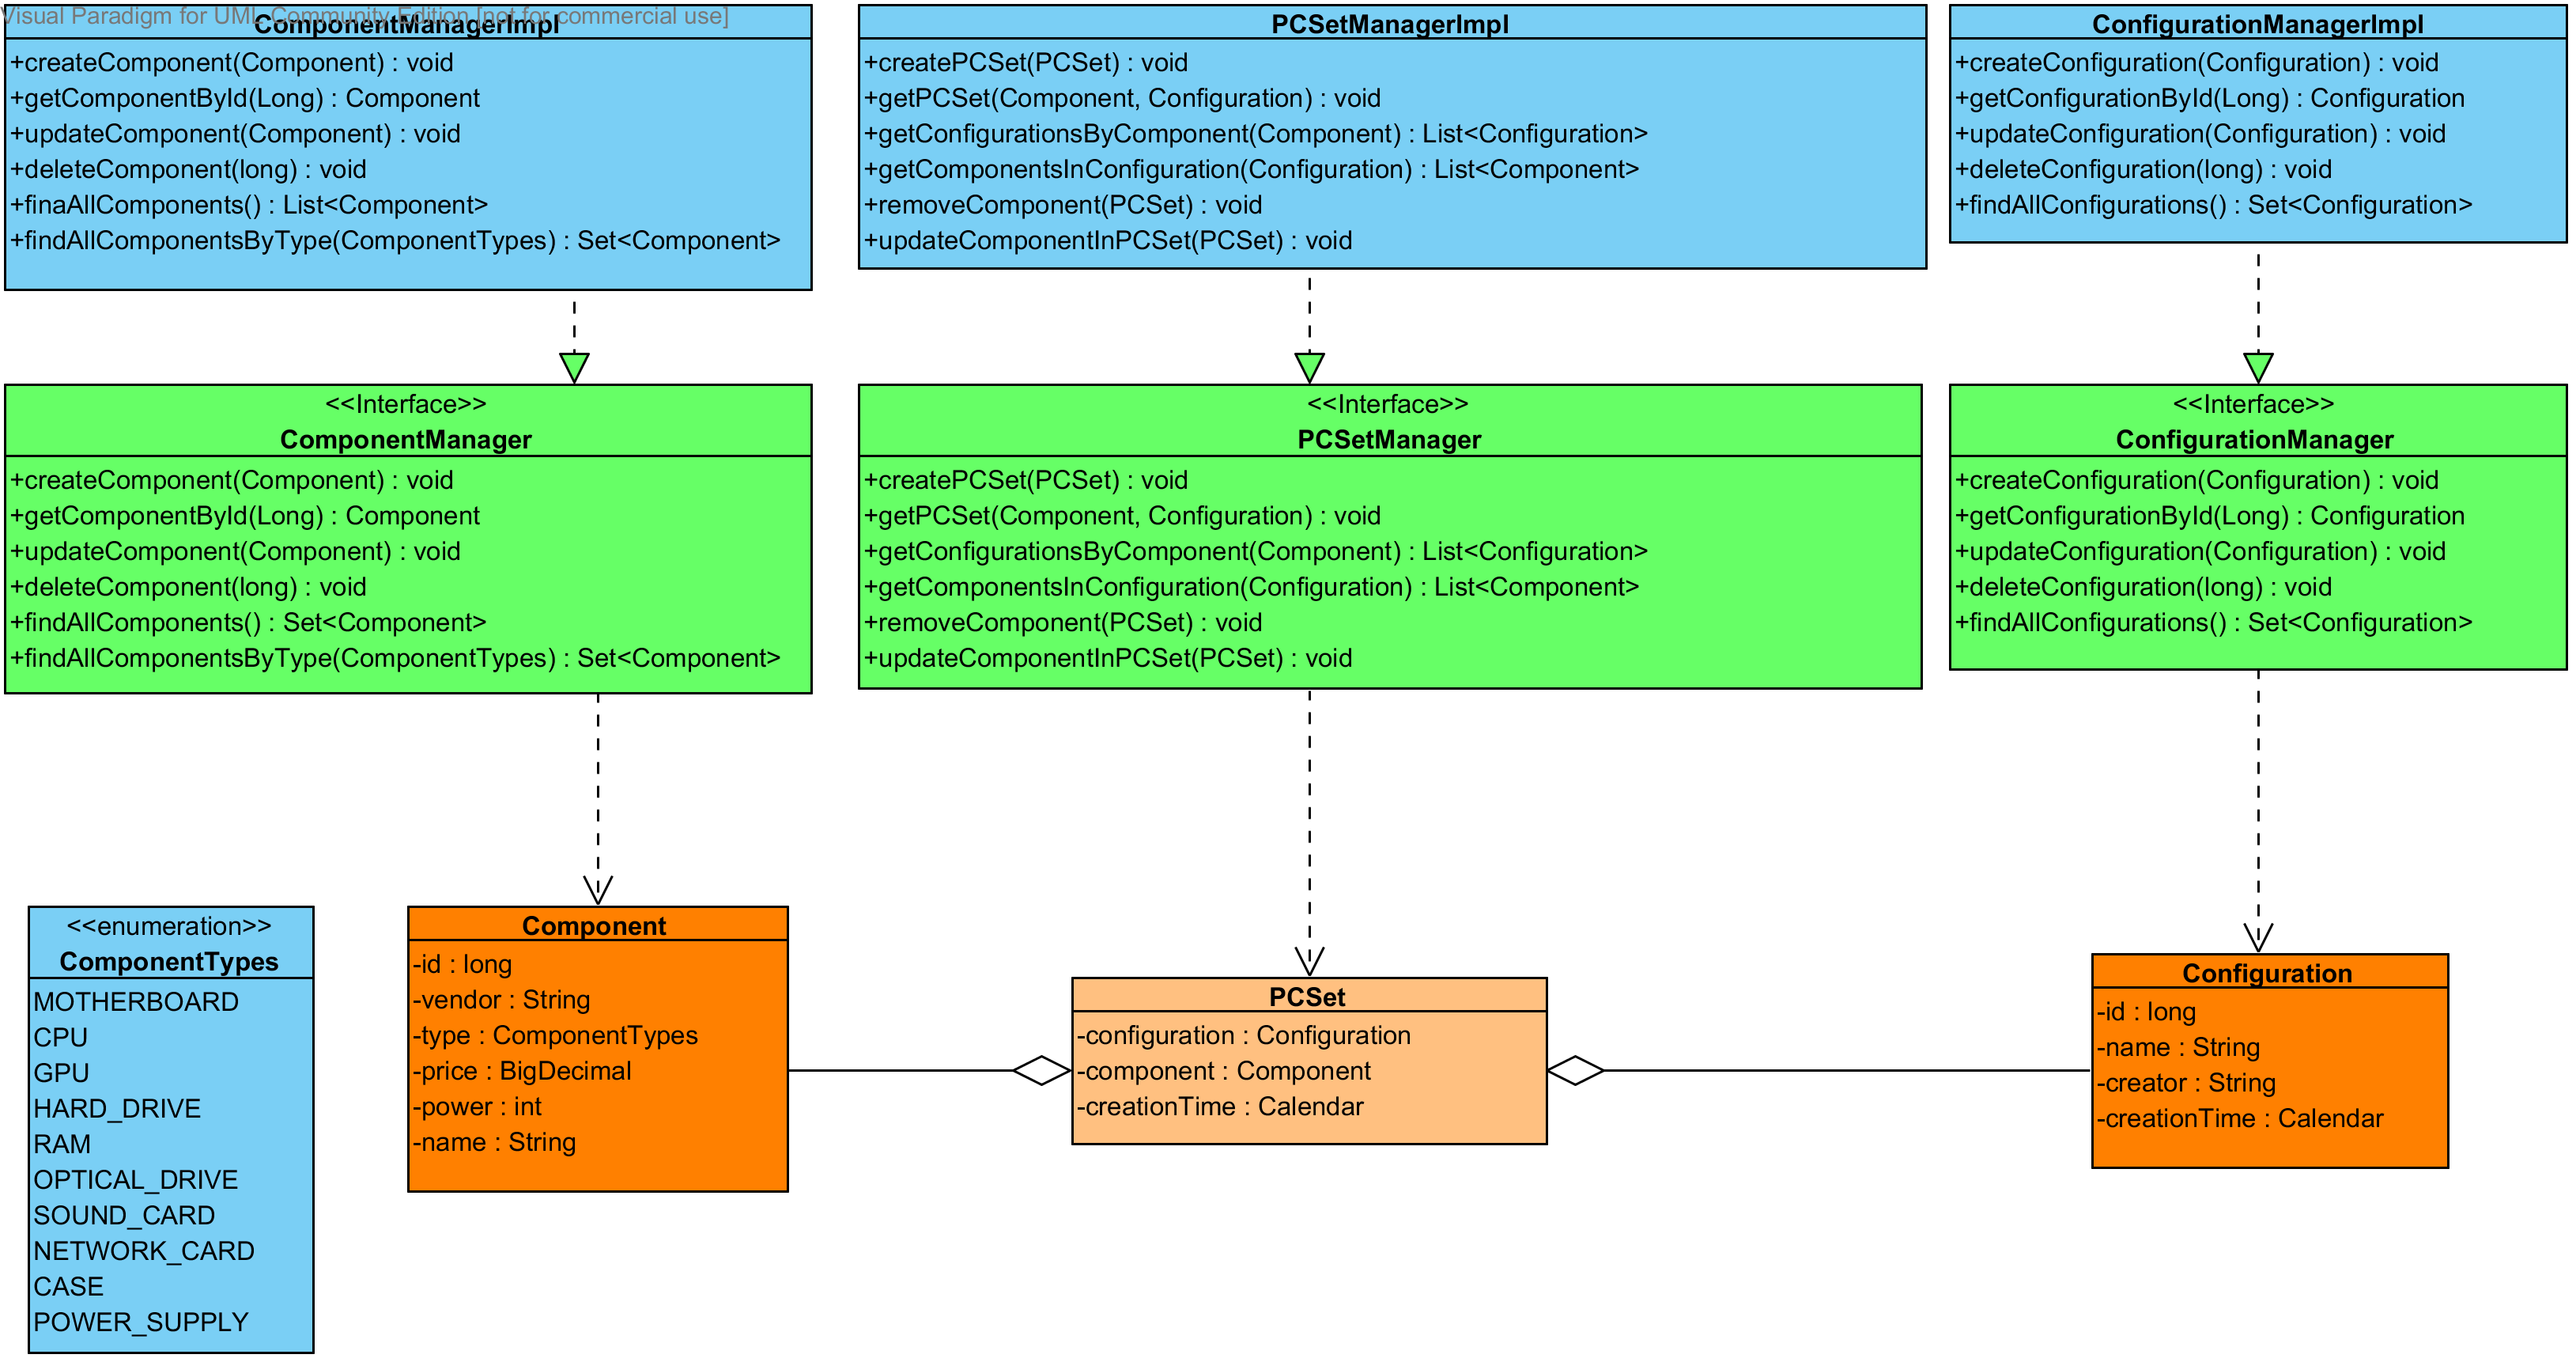 Visual Paradigm for UML Community Edition [not for commercial use]
ComponentManagerImpl
+createComponent(Component) : void
+getComponentById(Long) : Component
+updateComponent(Component) : void
+deleteComponent(long) : void
+finaAllComponents() : List<Component>
+findAllComponentsByType(ComponentTypes) : Set<Component>
PCSetManagerImpl
+createPCSet(PCSet) : void
+getPCSet(Component, Configuration) : void
+getConfigurationsByComponent(Component) : List<Configuration>
+getComponentsInConfiguration(Configuration) : List<Component>
+removeComponent(PCSet) : void
+updateComponentInPCSet(PCSet) : void
ConfigurationManagerImpl
+createConfiguration(Configuration) : void
+getConfigurationById(Long) : Configuration
+updateConfiguration(Configuration) : void
+deleteConfiguration(long) : void
+findAllConfigurations() : Set<Configuration>
<<Interface>>
ComponentManager
+createComponent(Component) : void
+getComponentById(Long) : Component
+updateComponent(Component) : void
+deleteComponent(long) : void
+findAllComponents() : Set<Component>
+findAllComponentsByType(ComponentTypes) : Set<Component>
<<Interface>>
PCSetManager
+createPCSet(PCSet) : void
+getPCSet(Component, Configuration) : void
+getConfigurationsByComponent(Component) : List<Configuration>
+getComponentsInConfiguration(Configuration) : List<Component>
+removeComponent(PCSet) : void
+updateComponentInPCSet(PCSet) : void
<<Interface>>
ConfigurationManager
+createConfiguration(Configuration) : void
+getConfigurationById(Long) : Configuration
+updateConfiguration(Configuration) : void
+deleteConfiguration(long) : void
+findAllConfigurations() : Set<Configuration>
<<enumeration>>
ComponentTypes
MOTHERBOARD
CPU
GPU
HARD_DRIVE
RAM
OPTICAL_DRIVE
SOUND_CARD
NETWORK_CARD
CASE
POWER_SUPPLY
Component
-id : long
-vendor : String
-type : ComponentTypes
-price : BigDecimal
-power : int
-name : String
PCSet
-configuration : Configuration
-component : Component
-creationTime : Calendar
Configuration
-id : long
-name : String
-creator : String
-creationTime : Calendar